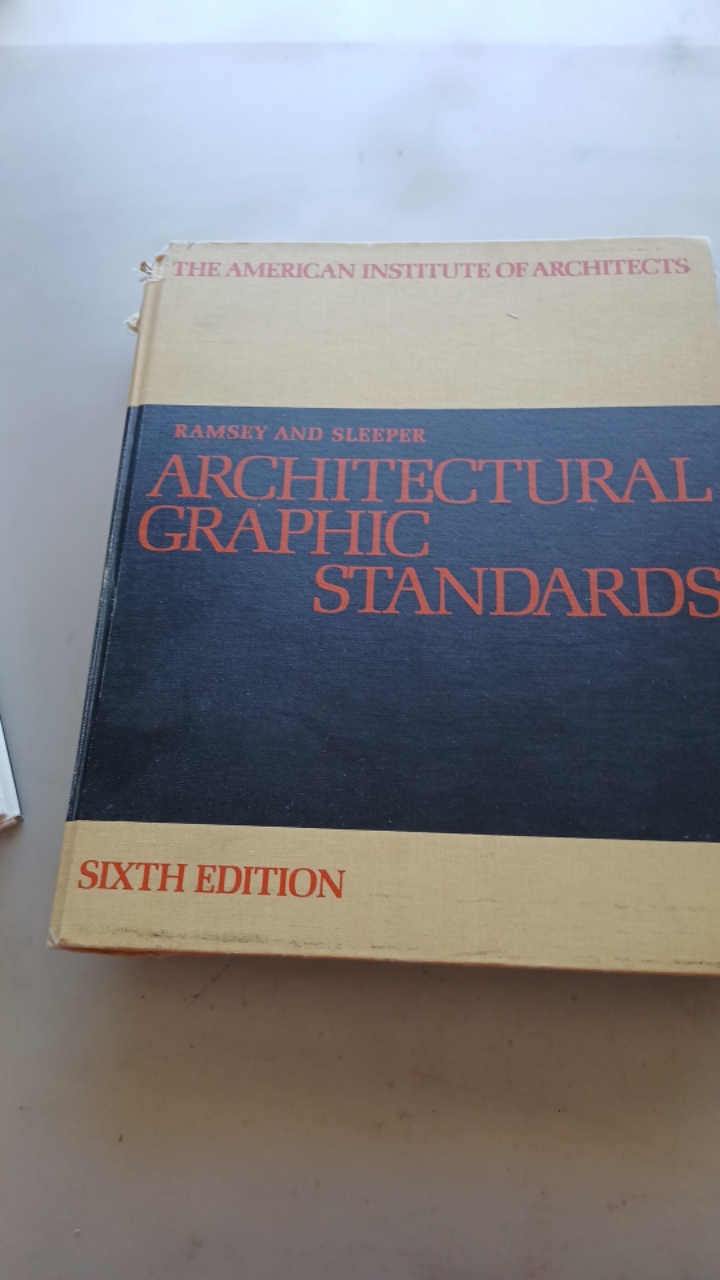 THE AMERICAN INSTITUTE OF ARCHITECTS
RAMSEY AND SLEEPER
ARCHITECTURAL
GRAPHIC
STANDARDS
SIXTH EDITION